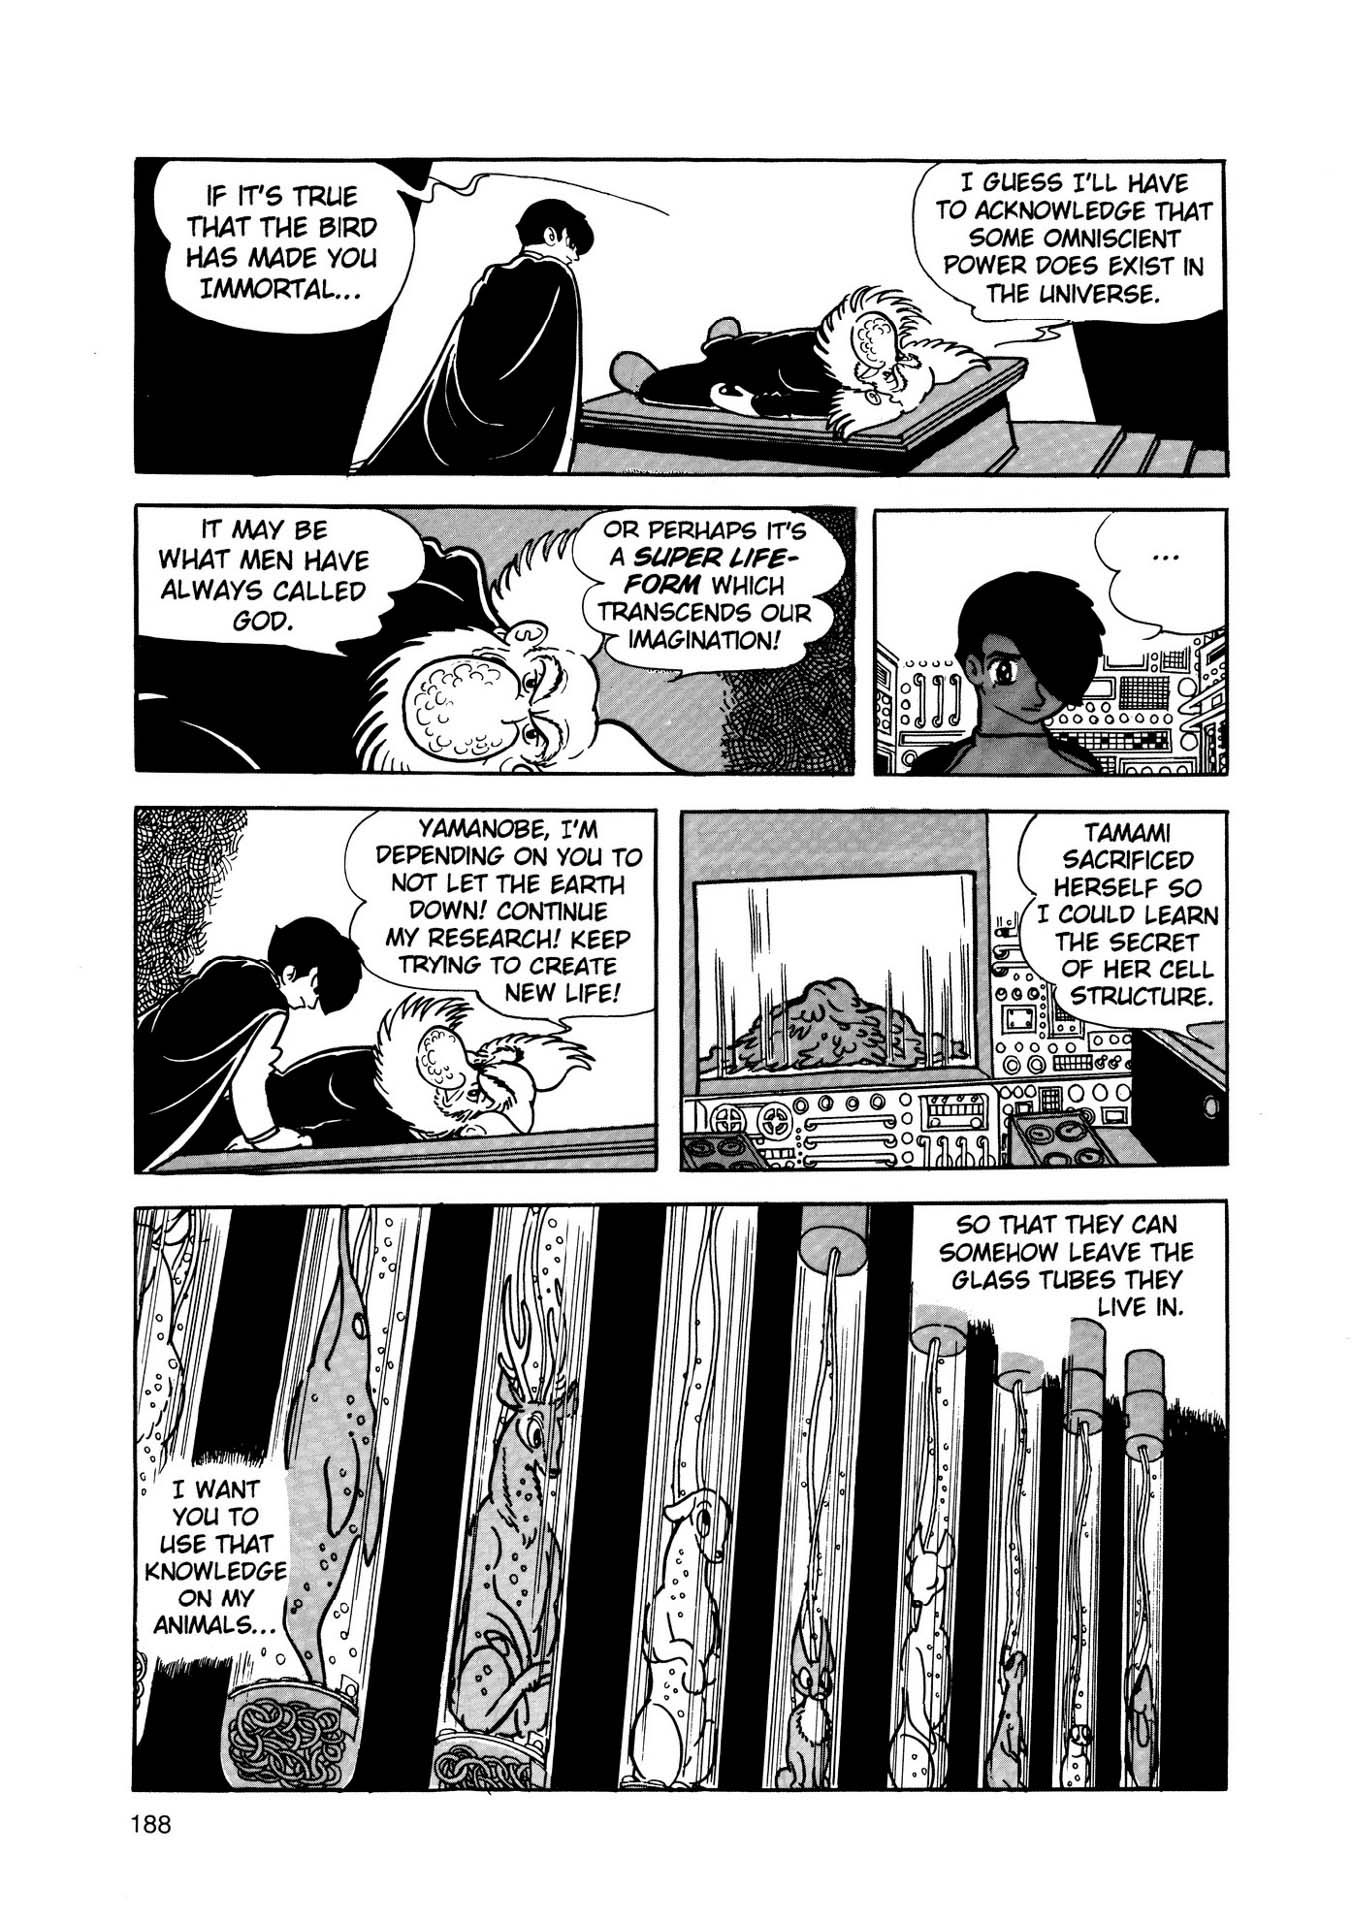 IF IT'S TRUE
THAT THE BIRD
HAS MADE YOU
IMMORTAL...
I GUESS I'LL HAVE
TO ACKNOWLEDGE THAT
SOME OMNISCIENT
POWER DOES EXIST IN
THE UNIVERSE.
IT MAY BE
WHAT MEN HAVE
ALWAYS CALLED
GOD.
OR PERHAPS IT'S
A SUPER LIFE-
FORM WHICH
TRANSCENDS OUR
IMAGINATION!
...
YAMANOBE, I'M
DEPENDING ON YOU TO
NOT LET THE EARTH
DOWN! CONTINUE
MY RESEARCH! KEEP
TRYING TO CREATE
NEW LIFE!
TAMAMI
SACRIFICED
HERSELF SO
I COULD LEARN
THE SECRET
OF HER CELL
STRUCTURE.
I WANT
YOU TO
USE THAT
KNOWLEDGE
ON MY
ANIMALS...
SO THAT THEY CAN
SOMEHOW LEAVE THE
GLASS TUBES THEY
LIVE IN.
188